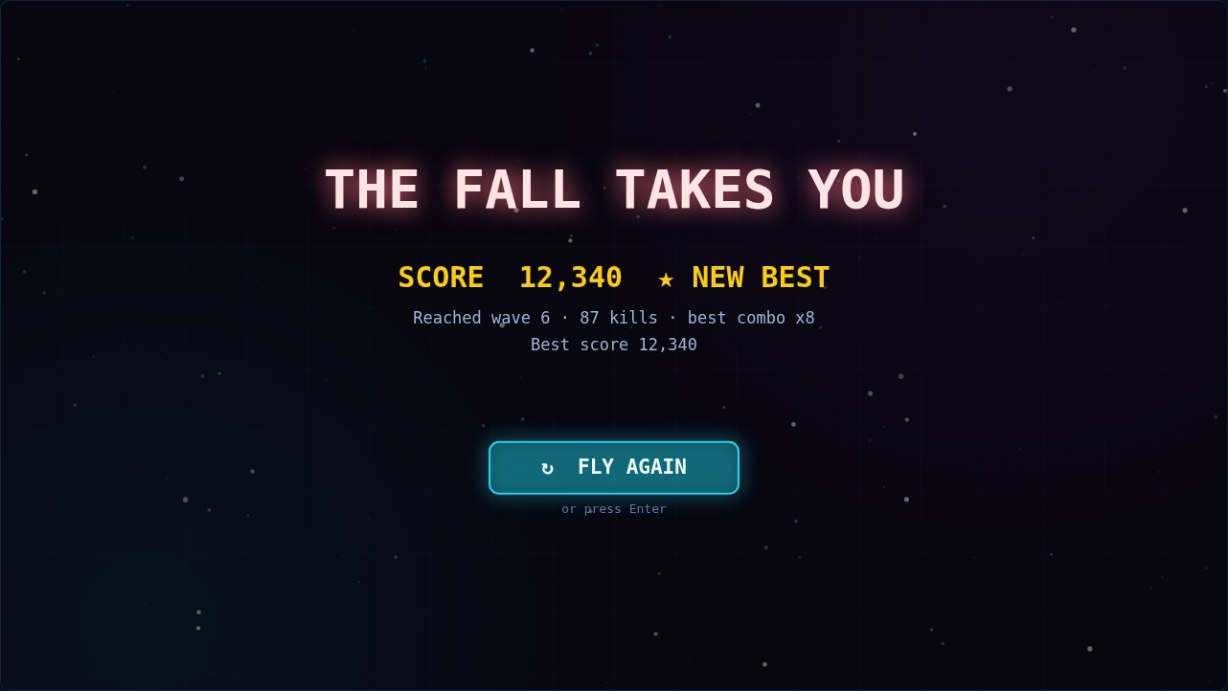 THE FALL TAKES YOU
SCORE 12,340 ★ NEW BEST
Reached wave 6 · 87 kills · best combo x8
Best score 12,340
↻ FLY AGAIN
or press Enter